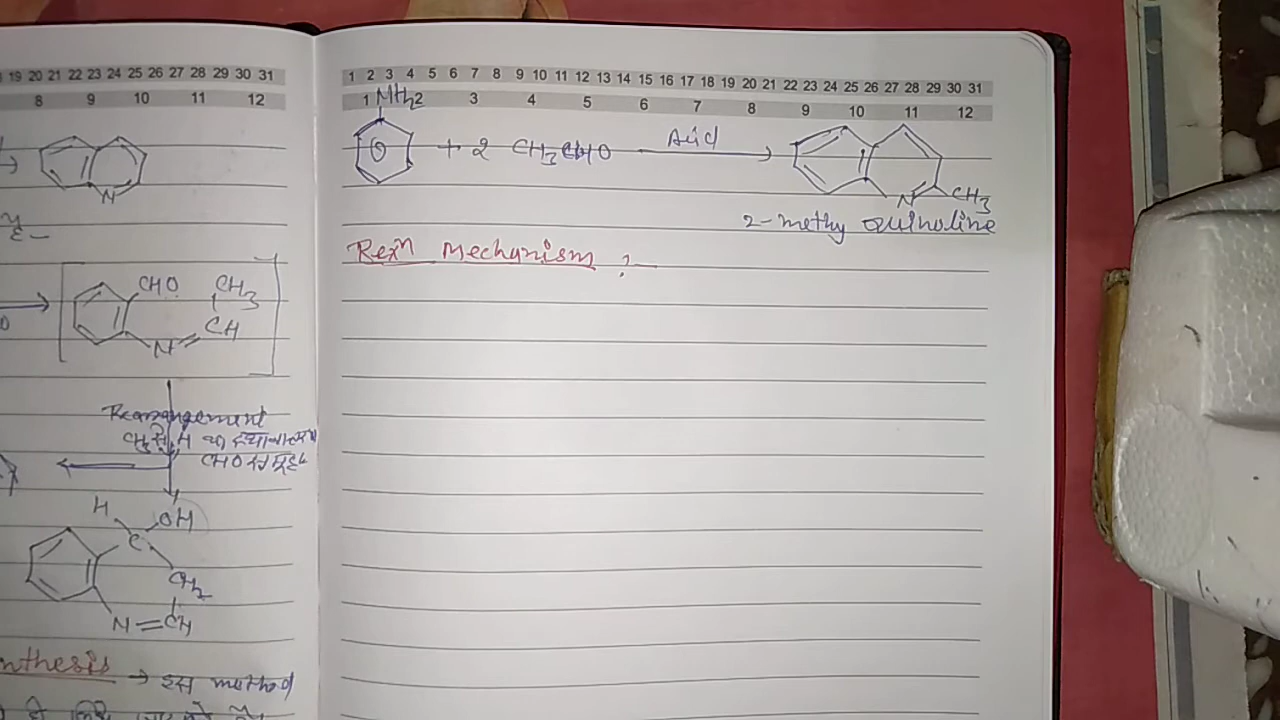 19 20 21 22 23 24 25 26 27 28 29 30 31
8 9 10 11 12
N
CHO CH3
CH
N
Rearrangement
CHO समूह
H OH
C
CH2
N=CH
nthesis → इस method
1 2 3 4 5 6 7 8 9 10 11 12 13 14 15 16 17 18 19 20 21 22 23 24 25 26 27 28 29 30 31
1 2 3 4 5 6 7 8 9 10 11 12
NH2
+ 2 CH3CHO Acid →
N CH3
2-methy quinoline
Rexn Mechanism :-